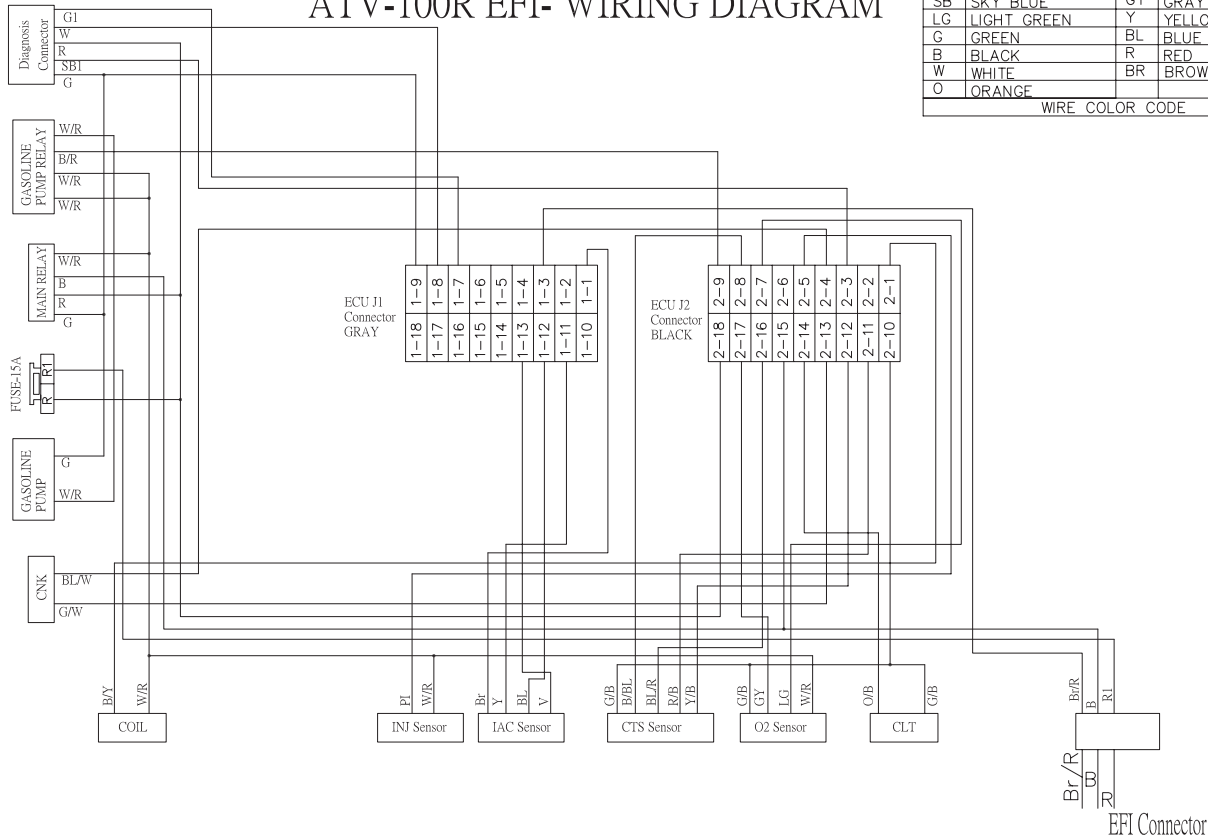 ATV-100R EFI- WIRING DIAGRAM
SB SKY BLUE GY GRAY
LG LIGHT GREEN Y YELLO
G GREEN BL BLUE
B BLACK R RED
W WHITE BR BROW
O ORANGE
WIRE COLOR CODE
Diagnosis
Connector
G1
W
R
SB1
G
GASOLINE
PUMP RELAY
W/R
B/R
W/R
W/R
MAIN RELAY
W/R
B
R
G
FUSE-15A
R1
R
GASOLINE
PUMP
G
W/R
CNK
BL/W
G/W
ECU J1
Connector
GRAY
1-9 1-8 1-7 1-6 1-5 1-4 1-3 1-2 1-1
1-18 1-17 1-16 1-15 1-14 1-13 1-12 1-11 1-10
ECU J2
Connector
BLACK
2-9 2-8 2-7 2-6 2-5 2-4 2-3 2-2 2-1
2-18 2-17 2-16 2-15 2-14 2-13 2-12 2-11 2-10
B/Y W/R
COIL
PI W/R
INJ Sensor
Br Y BL V
IAC Sensor
G/B B/BL BL/R R/B Y/B
CTS Sensor
G/B GY LG W/R
O2 Sensor
O/B G/B
CLT
Br/R B R1
Br/R B R
EFI Connector